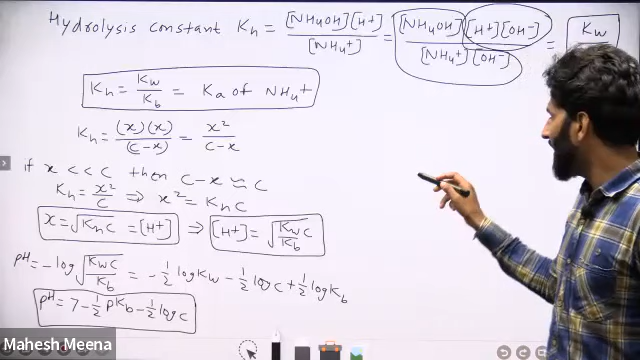 Hydrolysis constant Kh = [NH4OH][H+] / [NH4+] = [NH4OH] [H+][OH-] / [NH4+] [OH-] = Kw
Kh = Kw / Kb = Ka of NH4+
Kh = (x)(x) / (C-x) = x² / C-x
if x << C then C-x ≈ C
Kh = x² / C ⇒ x² = KhC
x = √KhC = [H+] ⇒ [H+] = √(Kw C / Kb)
pH = -log √(KwC / Kb) = -1/2 log Kw - 1/2 log C + 1/2 log Kb
pH = 7 - 1/2 pKb - 1/2 log C
Mahesh Meena